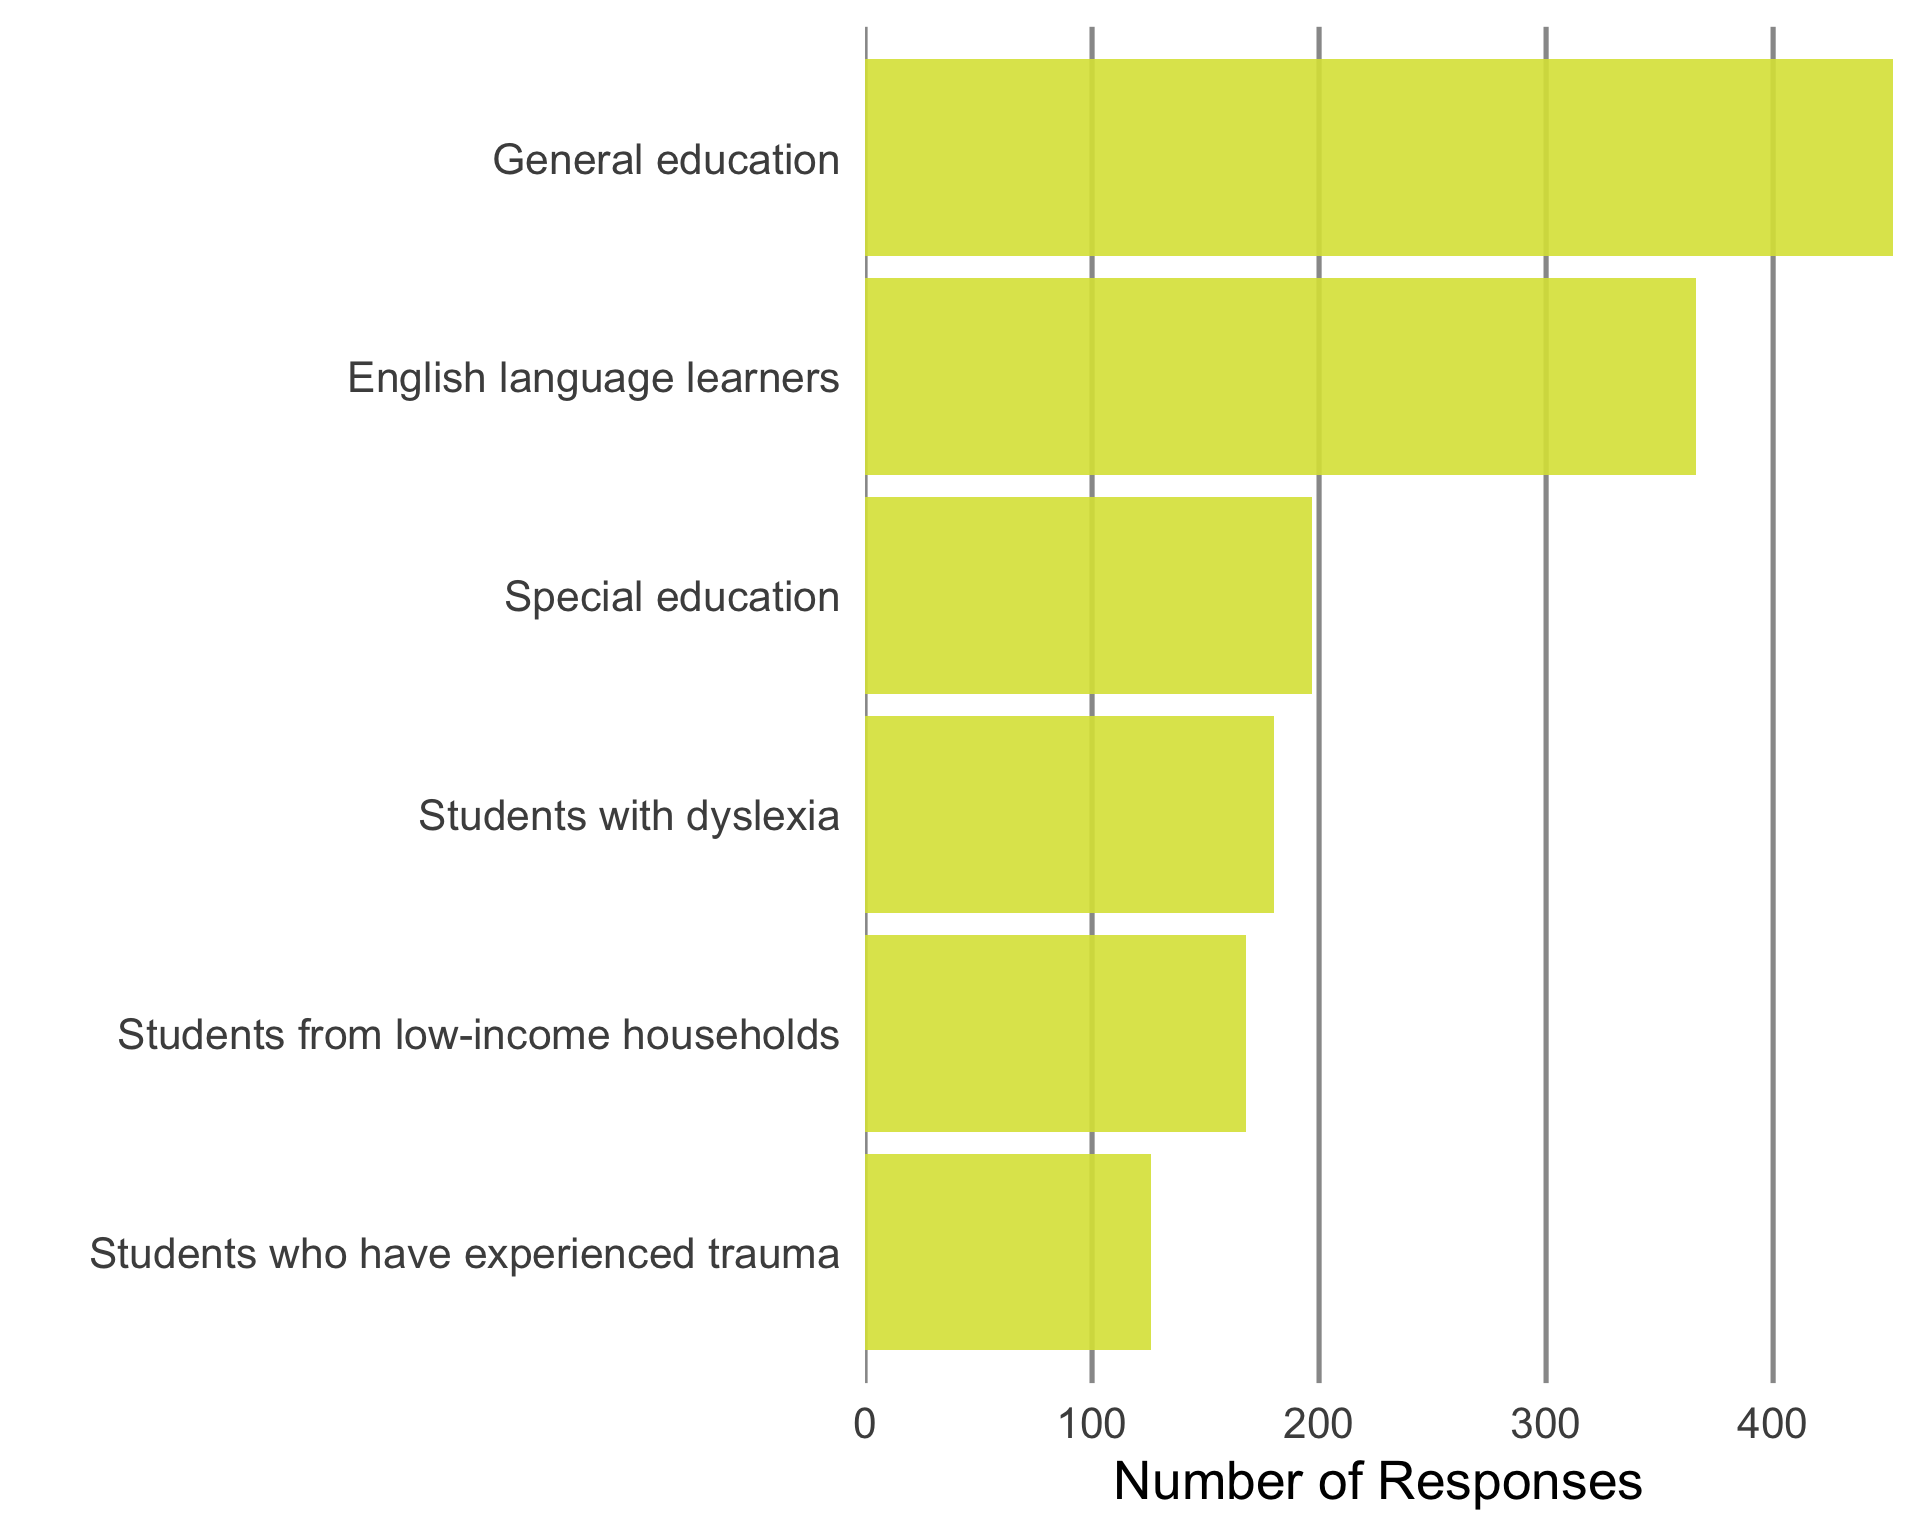 General education
English language learners
Special education
Students with dyslexia
Students from low-income households
Students who have experienced trauma
0 100 200 300 400
Number of Responses